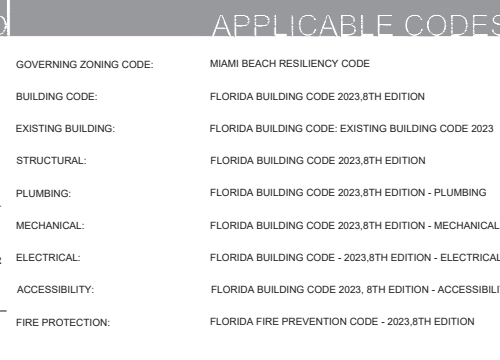 APPLICABLE CODES
GOVERNING ZONING CODE: MIAMI BEACH RESILIENCY CODE
BUILDING CODE: FLORIDA BUILDING CODE 2023,8TH EDITION
EXISTING BUILDING: FLORIDA BUILDING CODE: EXISTING BUILDING CODE 2023
STRUCTURAL: FLORIDA BUILDING CODE 2023,8TH EDITION
PLUMBING: FLORIDA BUILDING CODE 2023,8TH EDITION - PLUMBING
MECHANICAL: FLORIDA BUILDING CODE 2023,8TH EDITION - MECHANICAL
ELECTRICAL: FLORIDA BUILDING CODE - 2023,8TH EDITION - ELECTRICAL
ACCESSIBILITY: FLORIDA BUILDING CODE 2023, 8TH EDITION - ACCESSIBILI
FIRE PROTECTION: FLORIDA FIRE PREVENTION CODE - 2023,8TH EDITION